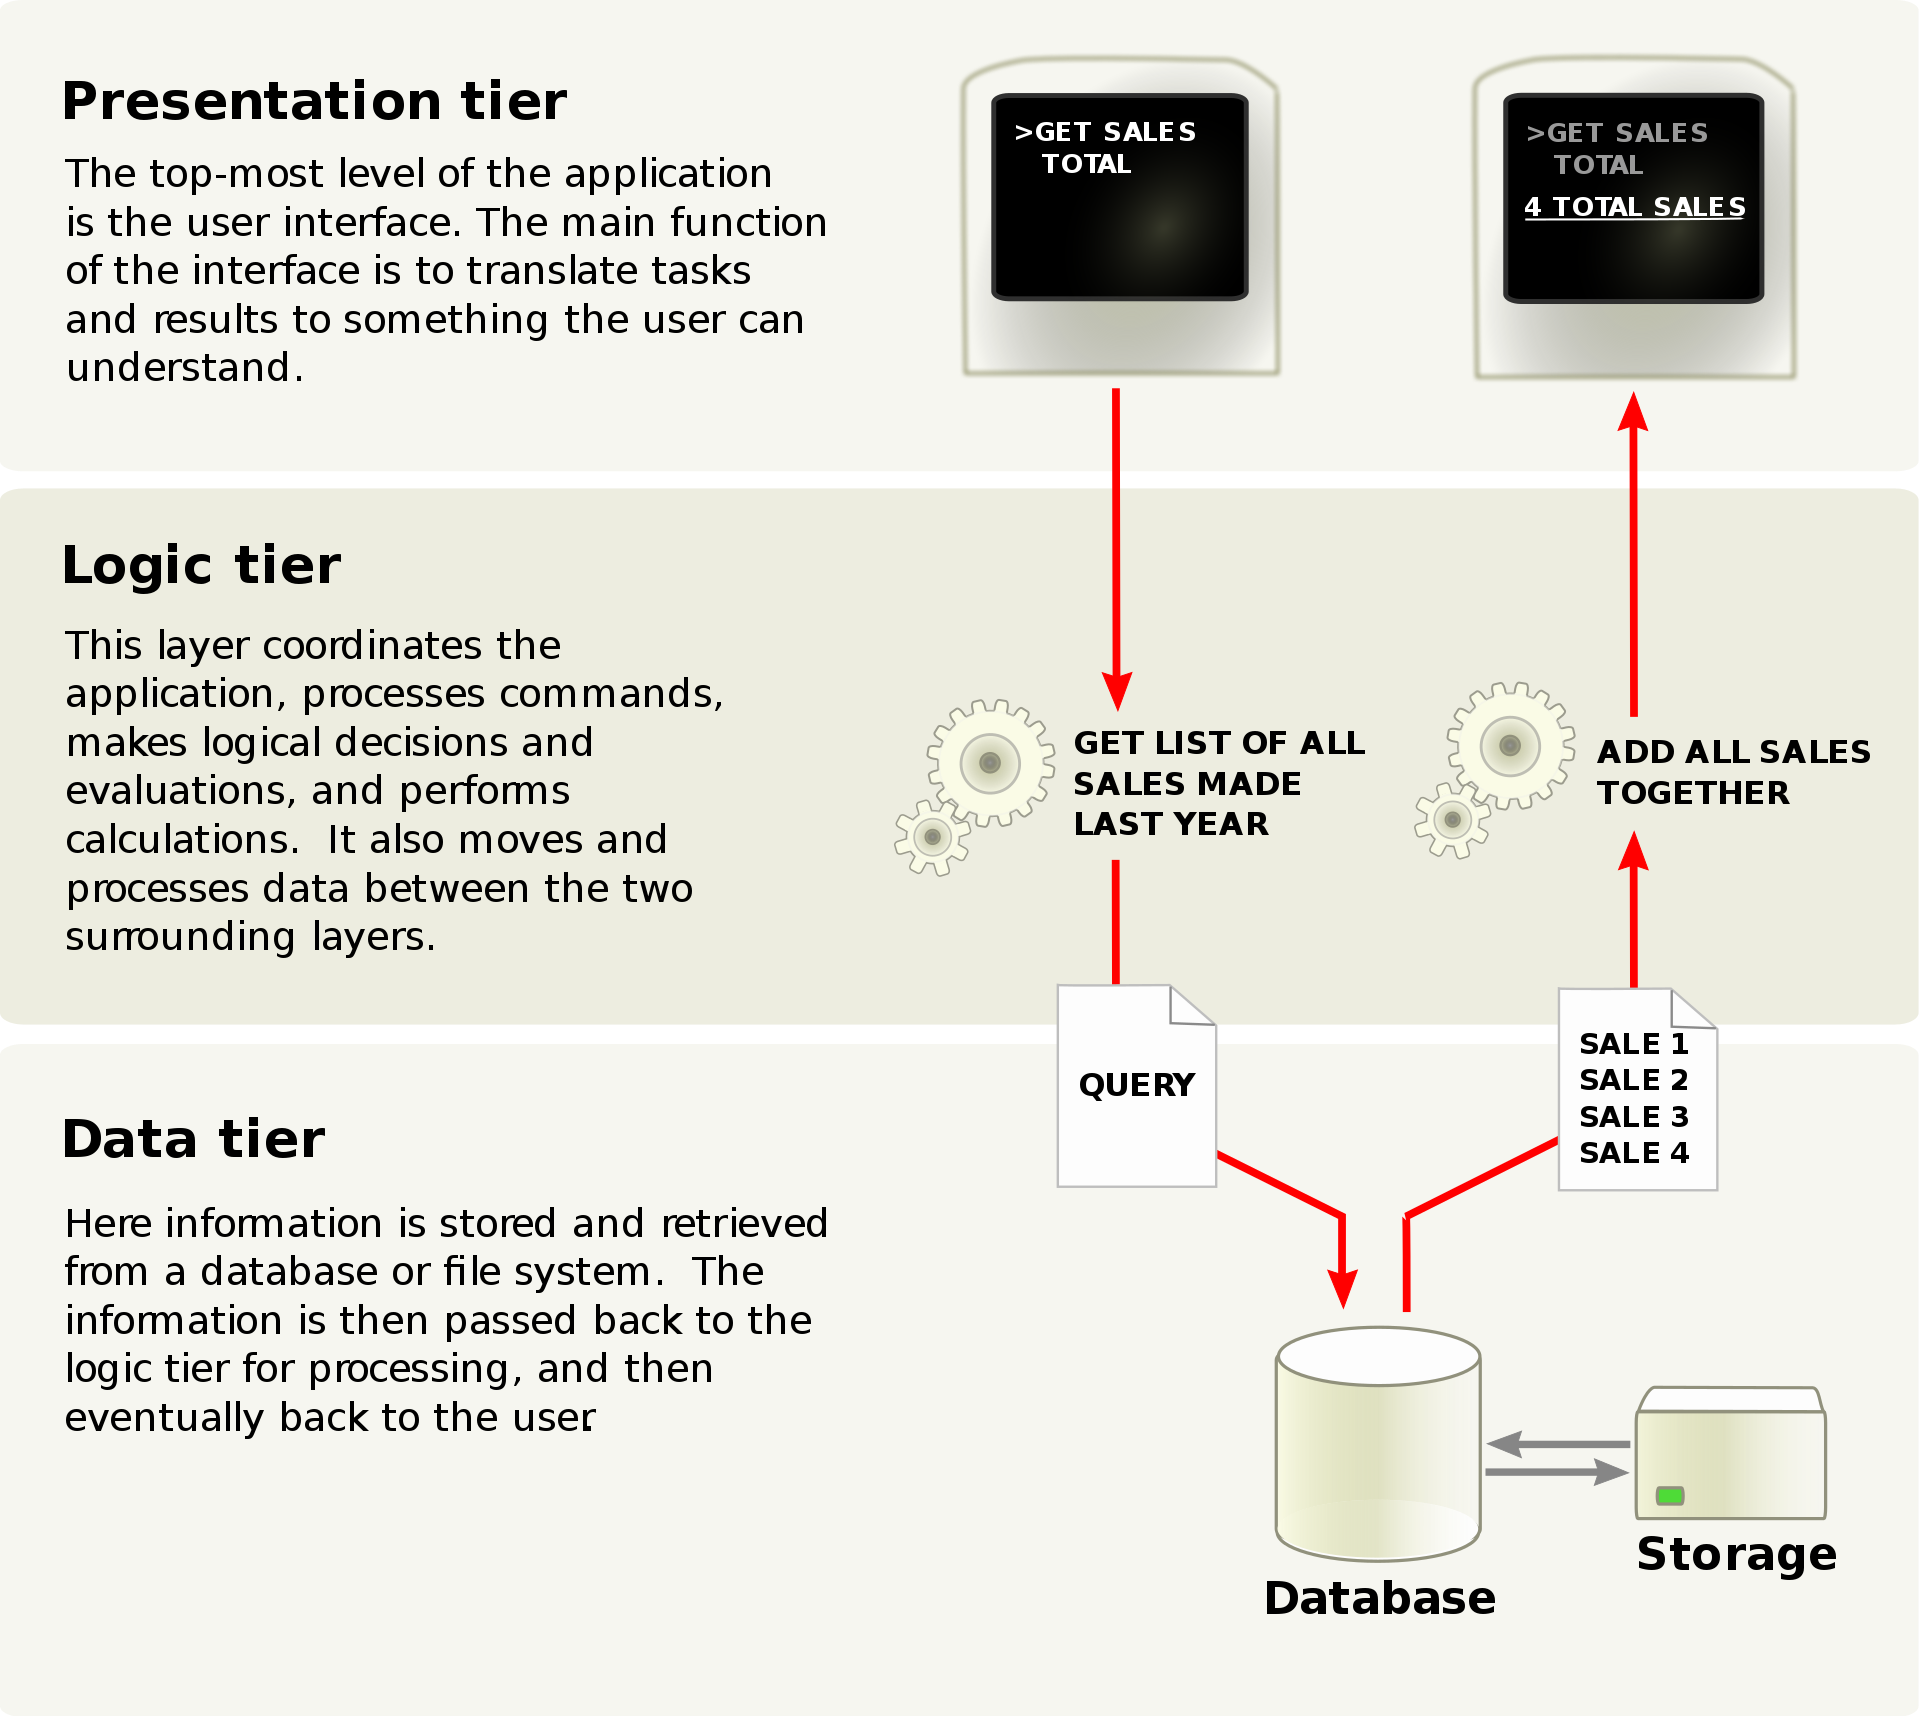 Presentation tier
The top-most level of the application
is the user interface. The main function
of the interface is to translate tasks
and results to something the user can
understand.
>GET SALES
TOTAL
>GET SALES
TOTAL
4 TOTAL SALES
Logic tier
This layer coordinates the
application, processes commands,
makes logical decisions and
evaluations, and performs
calculations. It also moves and
processes data between the two
surrounding layers.
GET LIST OF ALL
SALES MADE
LAST YEAR
ADD ALL SALES
TOGETHER
QUERY
SALE 1
SALE 2
SALE 3
SALE 4
Data tier
Here information is stored and retrieved
from a database or file system. The
information is then passed back to the
logic tier for processing, and then
eventually back to the user.
Database
Storage